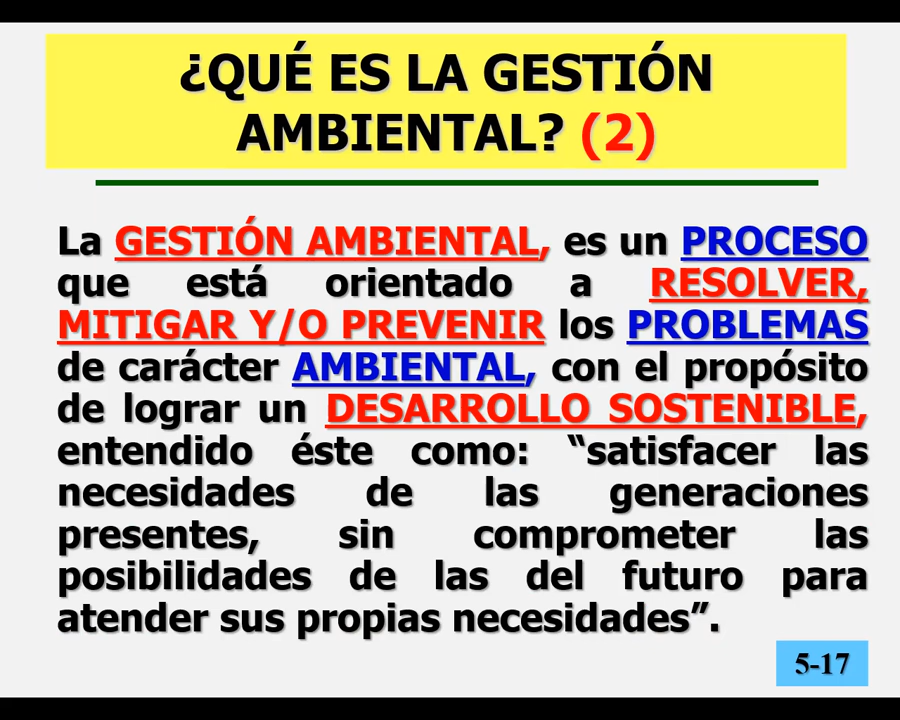 ¿QUÉ ES LA GESTIÓN
AMBIENTAL? (2)
La GESTIÓN AMBIENTAL, es un PROCESO
que está orientado a RESOLVER,
MITIGAR Y/O PREVENIR los PROBLEMAS
de carácter AMBIENTAL, con el propósito
de lograr un DESARROLLO SOSTENIBLE,
entendido éste como: “satisfacer las
necesidades de las generaciones
presentes, sin comprometer las
posibilidades de las del futuro para
atender sus propias necesidades”.
5-17